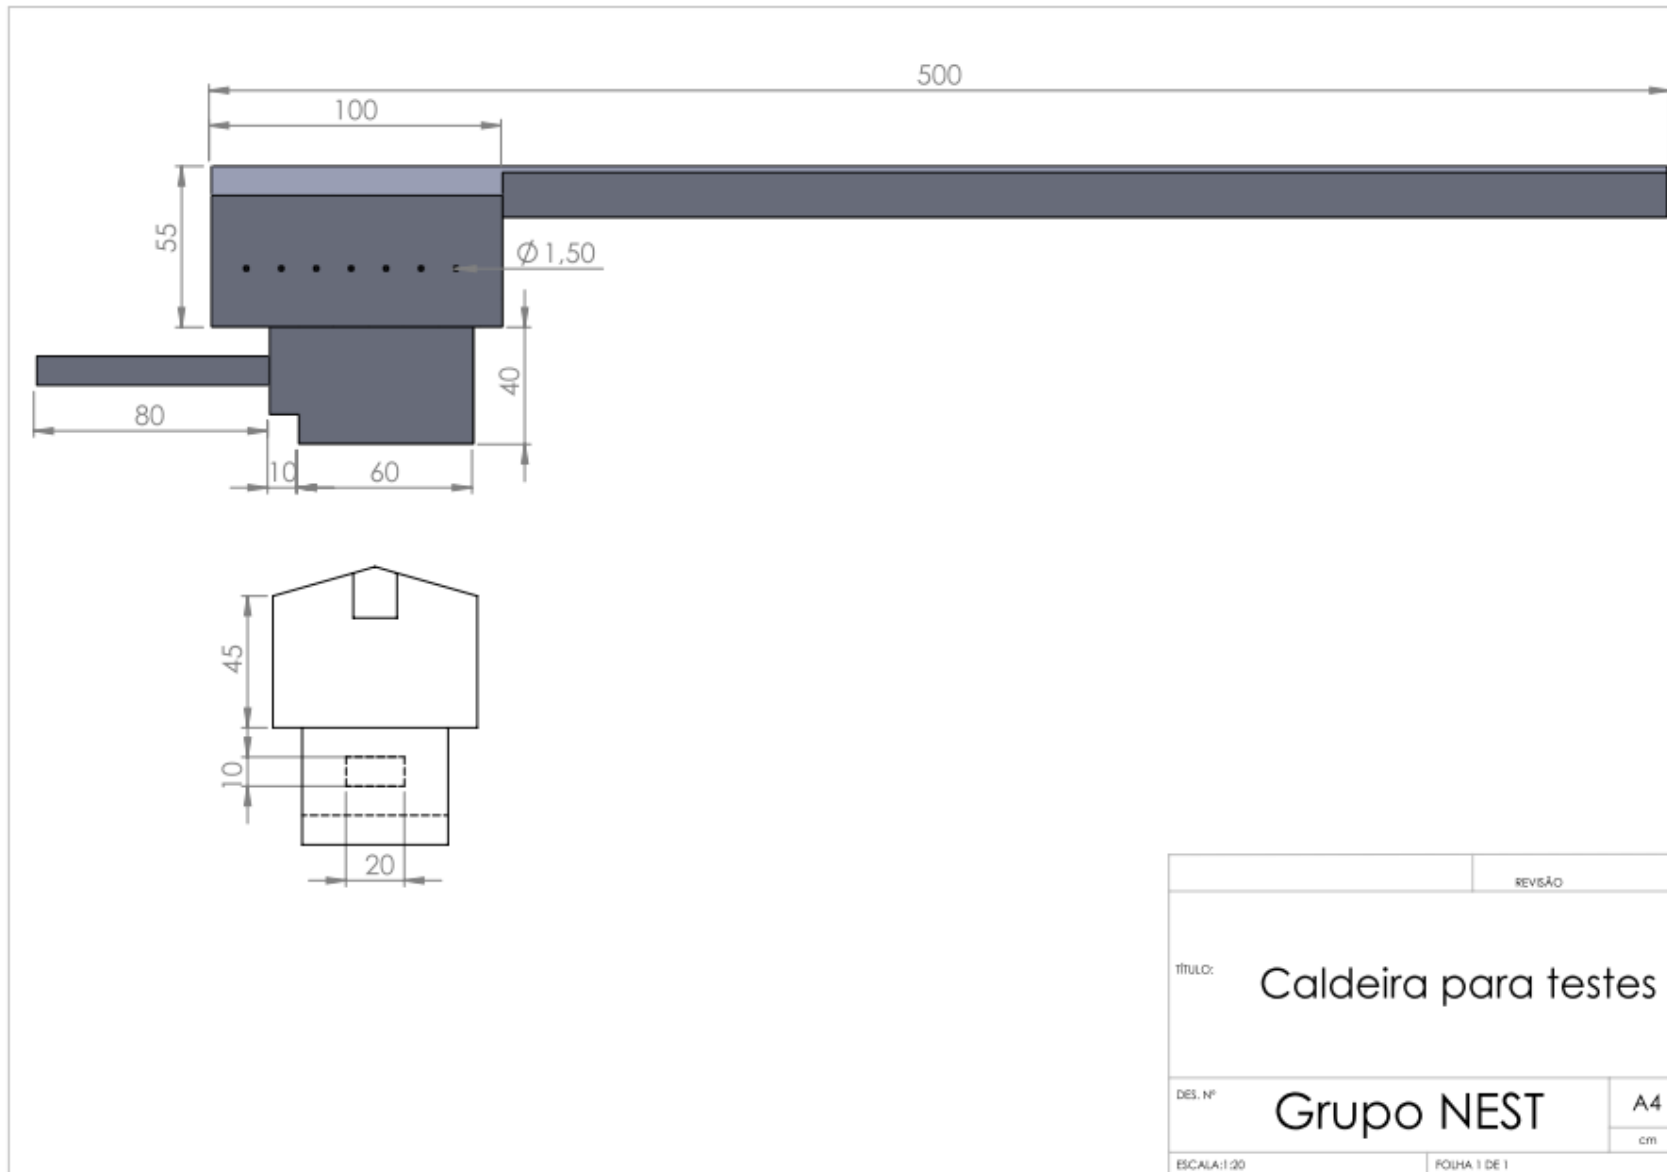 500
100
55
Ø 1,50
40
80
10
60
45
10
20
REVISÃO
TÍTULO:
Caldeira para testes
DES. Nº
Grupo NEST
A4
cm
ESCALA:1:20
FOLHA 1 DE 1